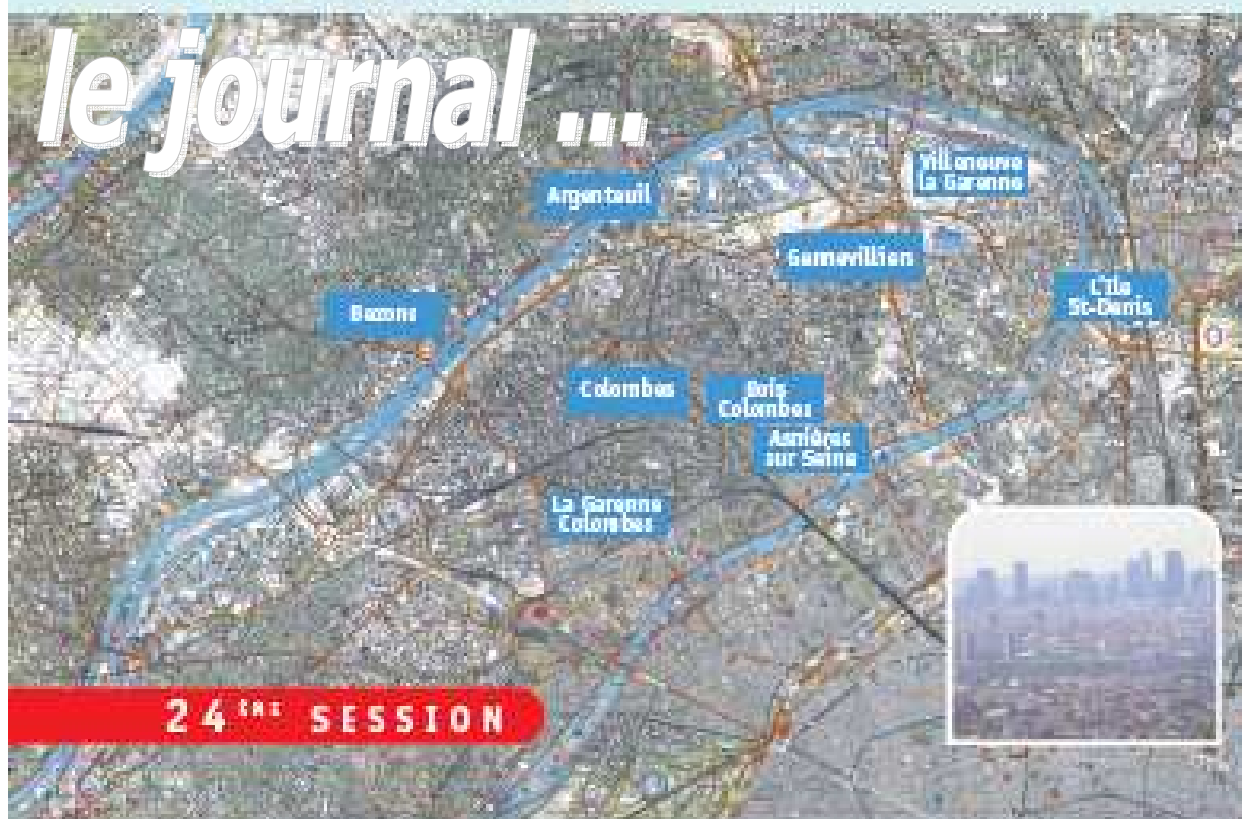 le journal ...
Villeneuve
la Garenne
Argenteuil
Gennevilliers
L'Ile
St-Denis
Bezons
Colombes
Bois
Colombes
Asnières
sur Seine
La Garenne
Colombes
24ÈME SESSION